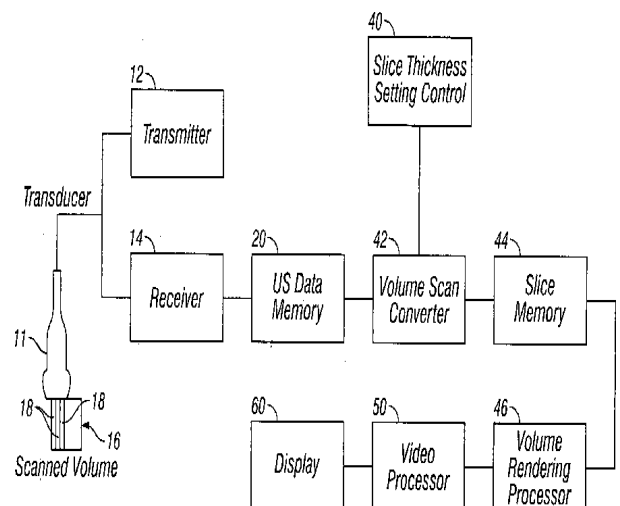 40
Slice Thickness
Setting Control
12
Transmitter
Transducer
14
Receiver
20
US Data
Memory
42
Volume Scan
Converter
44
Slice
Memory
11
18
18
16
Scanned Volume
60
Display
50
Video
Processor
46
Volume
Rendering
Processor